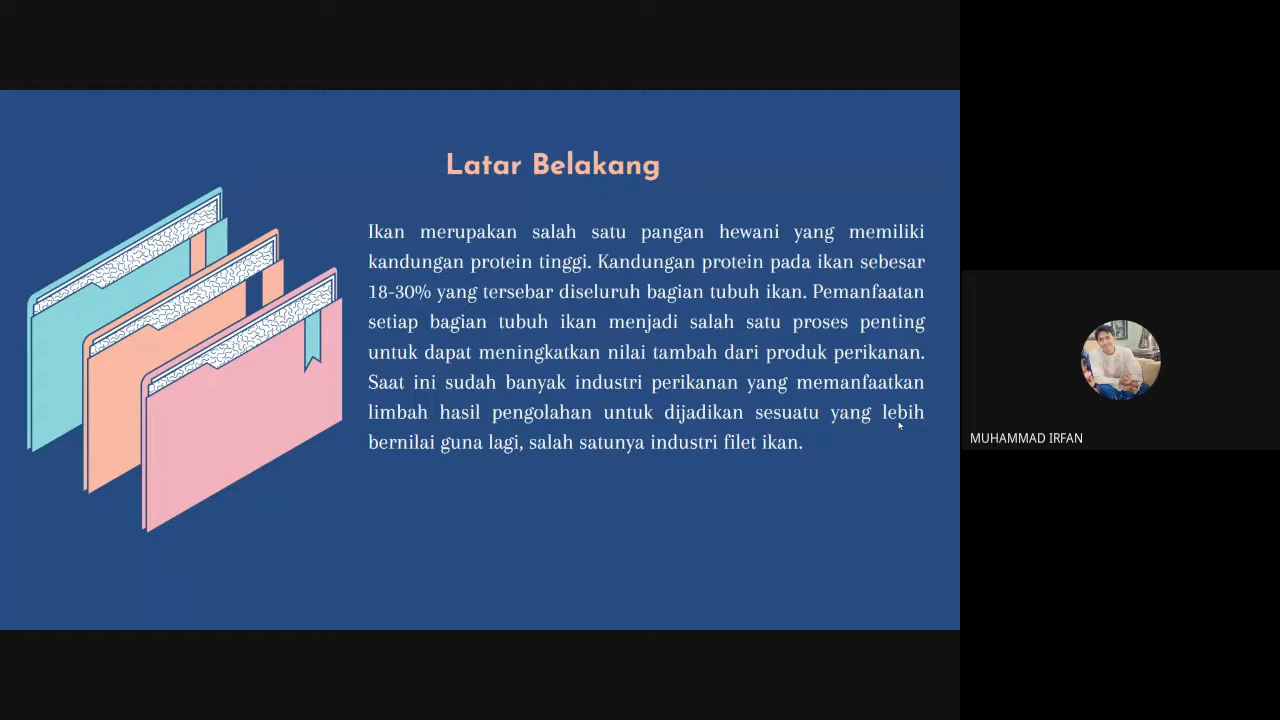 Latar Belakang
Ikan merupakan salah satu pangan hewani yang memiliki
kandungan protein tinggi. Kandungan protein pada ikan sebesar
18-30% yang tersebar diseluruh bagian tubuh ikan. Pemanfaatan
setiap bagian tubuh ikan menjadi salah satu proses penting
untuk dapat meningkatkan nilai tambah dari produk perikanan.
Saat ini sudah banyak industri perikanan yang memanfaatkan
limbah hasil pengolahan untuk dijadikan sesuatu yang lebih
bernilai guna lagi, salah satunya industri filet ikan.
MUHAMMAD IRFAN